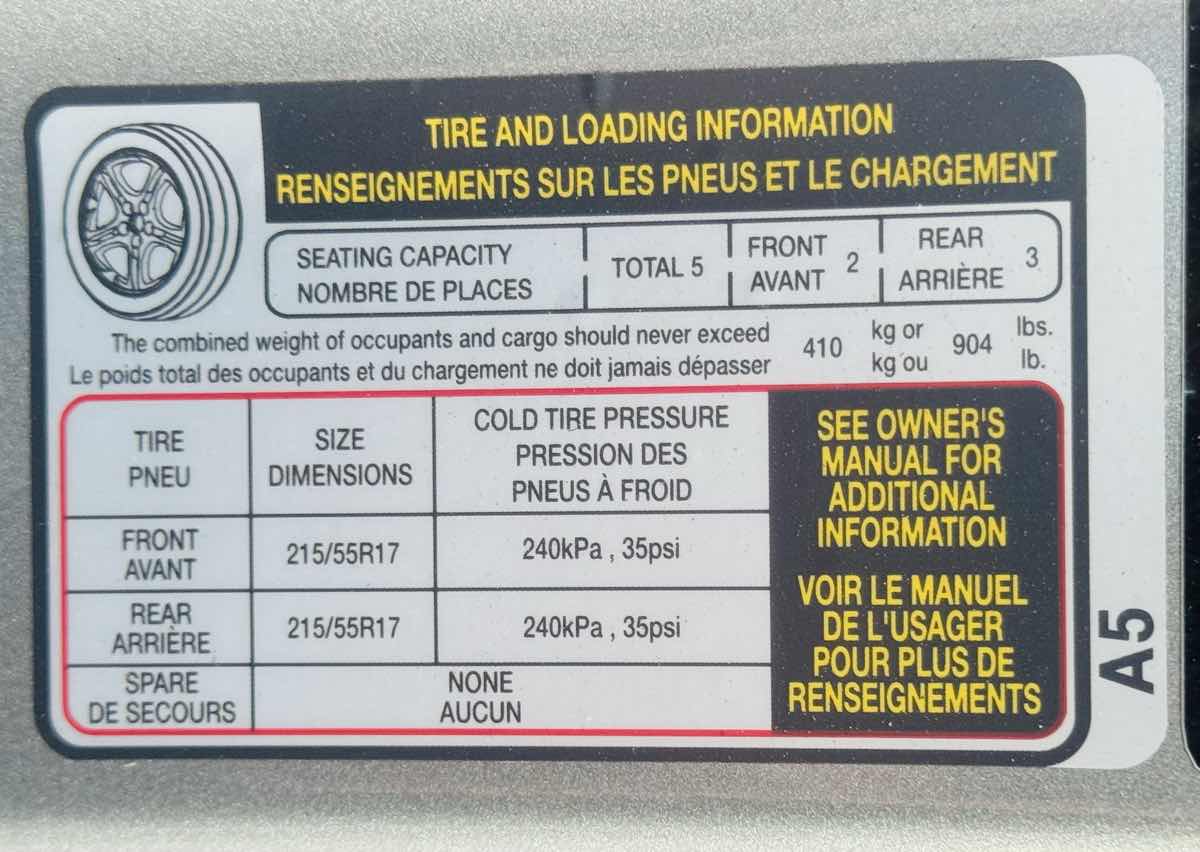 TIRE AND LOADING INFORMATION
RENSEIGNEMENTS SUR LES PNEUS ET LE CHARGEMENT
SEATING CAPACITY
NOMBRE DE PLACES
TOTAL 5
FRONT
AVANT
2
REAR
ARRIÈRE
3
The combined weight of occupants and cargo should never exceed
Le poids total des occupants et du chargement ne doit jamais dépasser
410
kg or
kg ou
904
lbs.
lb.
TIRE
PNEU
SIZE
DIMENSIONS
COLD TIRE PRESSURE
PRESSION DES
PNEUS À FROID
FRONT
AVANT
215/55R17
240kPa , 35psi
REAR
ARRIÈRE
215/55R17
240kPa , 35psi
SPARE
DE SECOURS
NONE
AUCUN
SEE OWNER'S
MANUAL FOR
ADDITIONAL
INFORMATION
VOIR LE MANUEL
DE L'USAGER
POUR PLUS DE
RENSEIGNEMENTS
A5